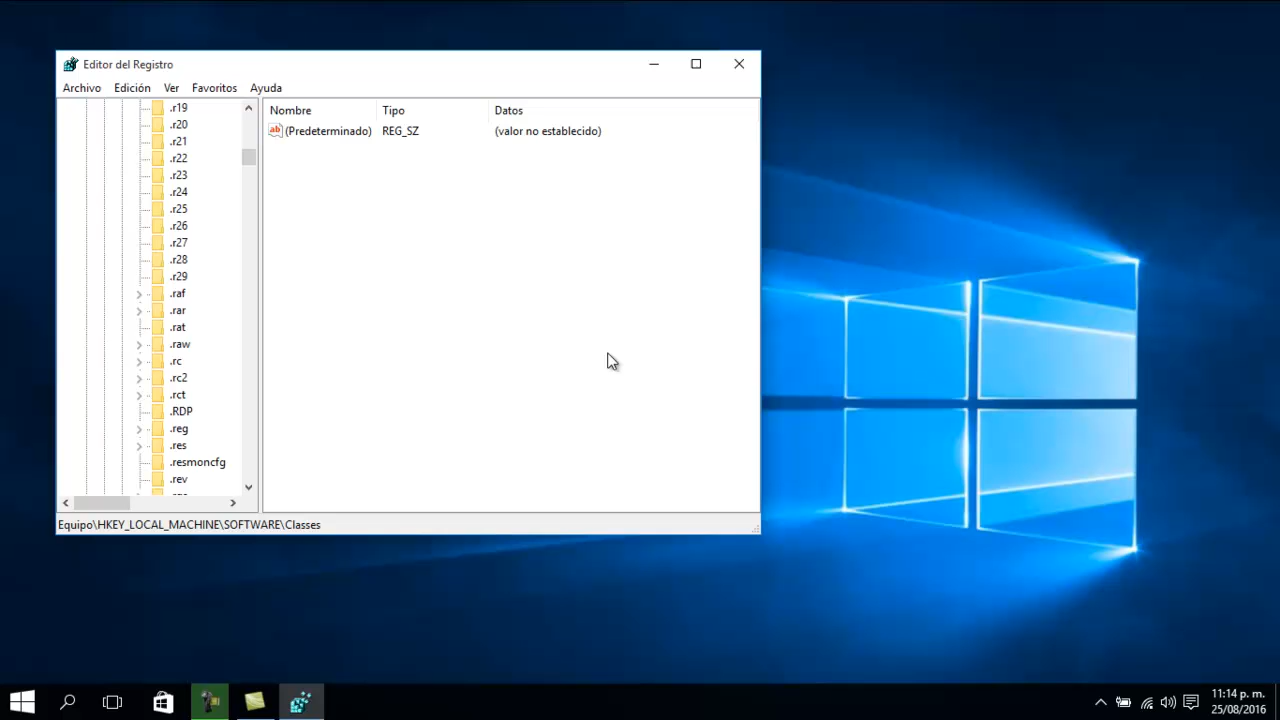 Editor del Registro
Archivo Edición Ver Favoritos Ayuda
Nombre Tipo Datos
(Predeterminado) REG_SZ (valor no establecido)
.r19
.r20
.r21
.r22
.r23
.r24
.r25
.r26
.r27
.r28
.r29
.raf
.rar
.rat
.raw
.rc
.rc2
.rct
.RDP
.reg
.res
.resmoncfg
.rev
Equipo\HKEY_LOCAL_MACHINE\SOFTWARE\Classes
11:14 p. m.
25/08/2016